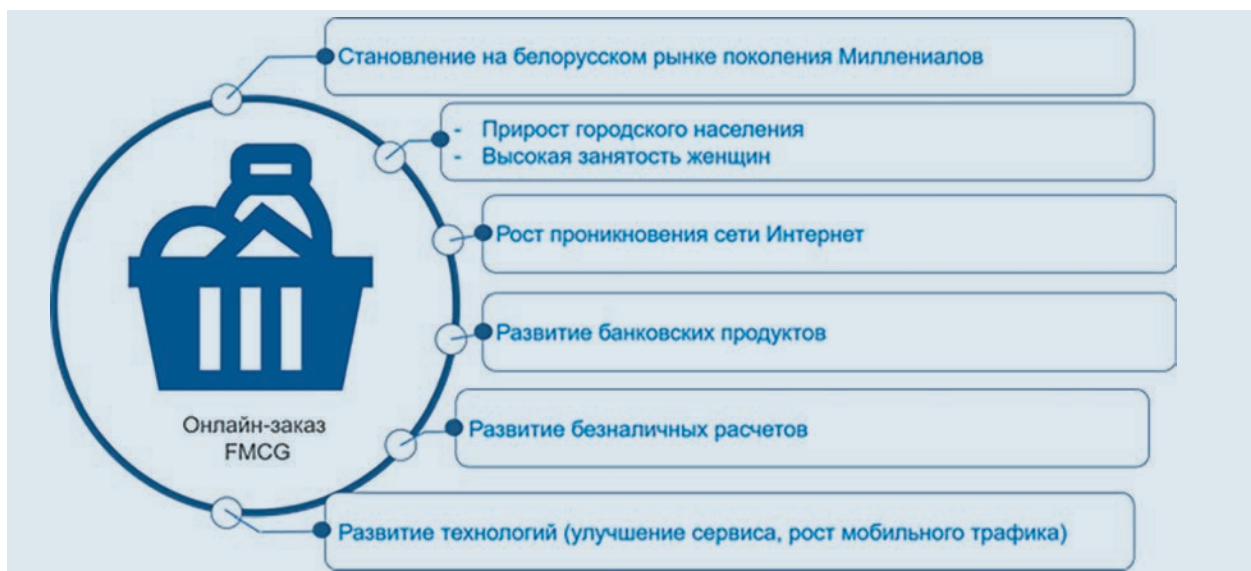 Становление на белорусском рынке поколения Миллениалов
- Прирост городского населения
- Высокая занятость женщин
Рост проникновения сети Интернет
Развитие банковских продуктов
Онлайн-заказ
FMCG
Развитие безналичных расчетов
Развитие технологий (улучшение сервиса, рост мобильного трафика)